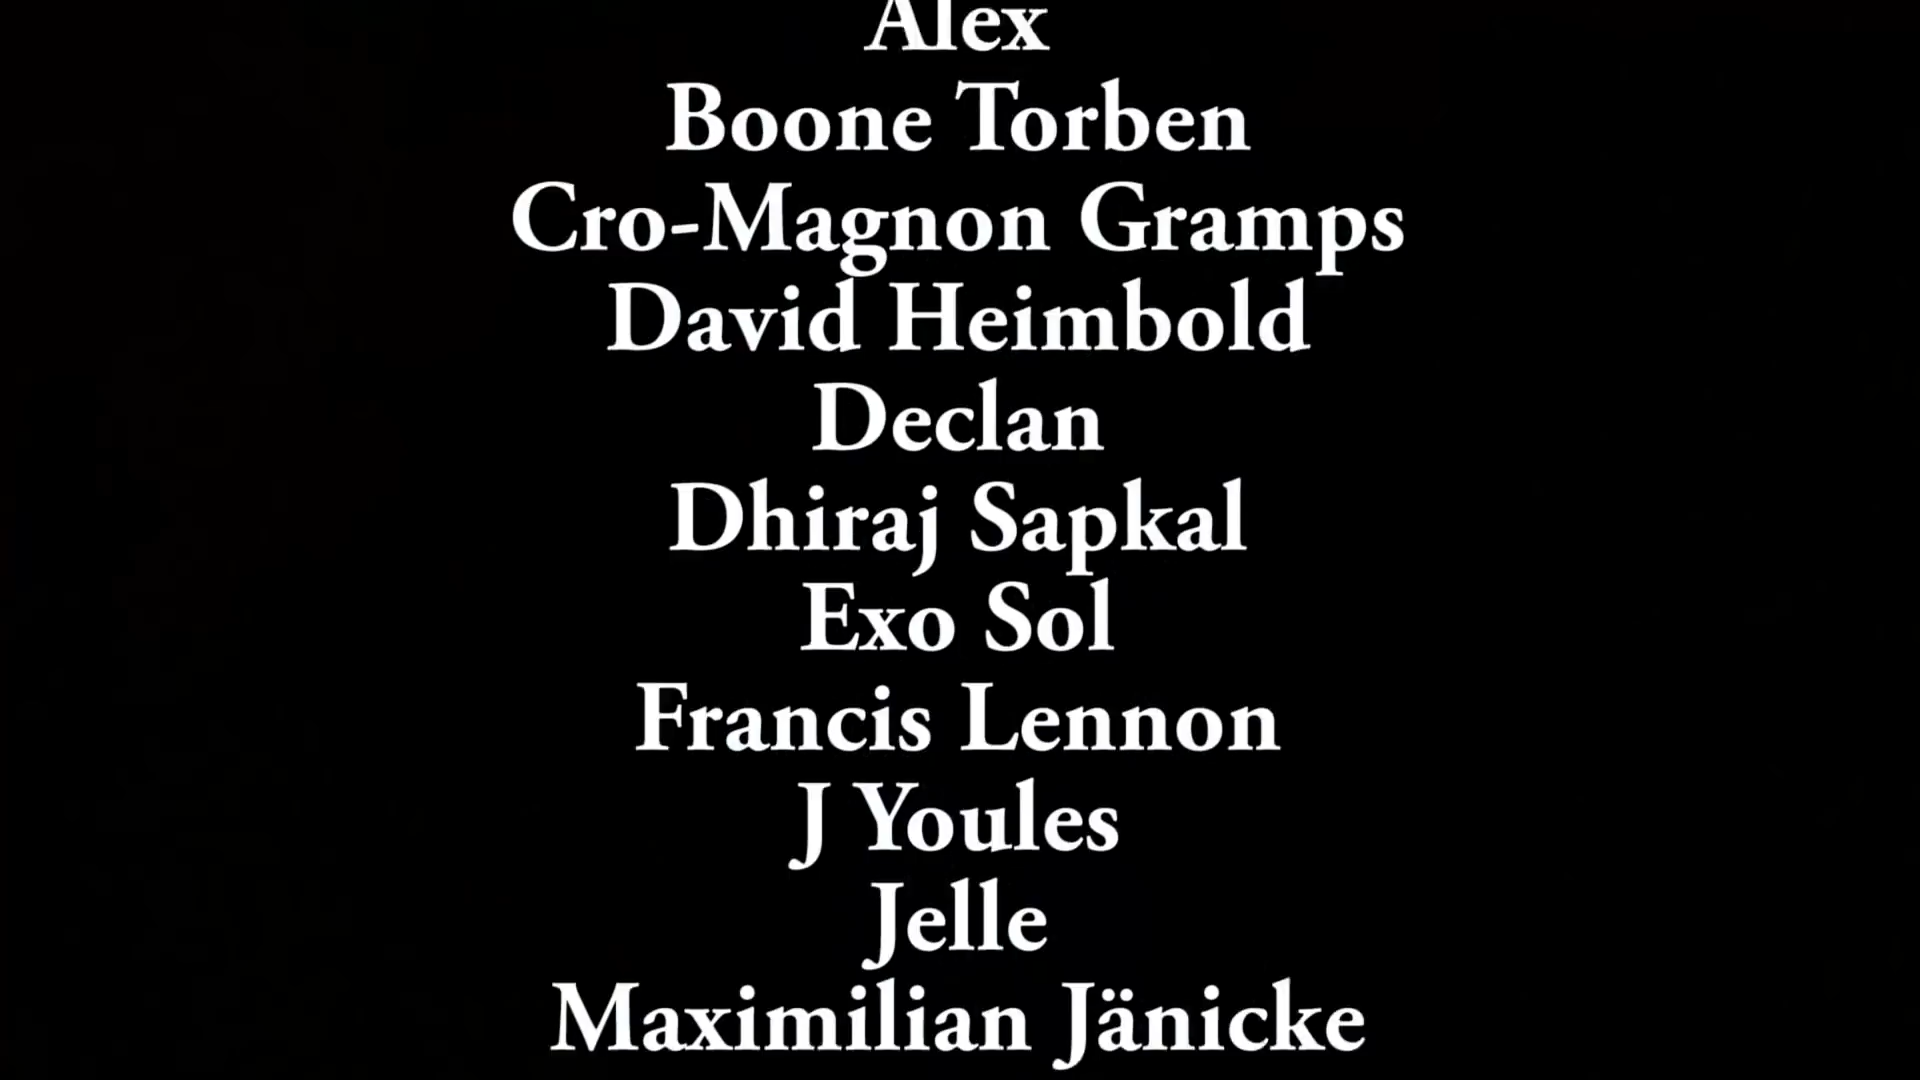 Alex
Boone Torben
Cro-Magnon Gramps
David Heimbold
Declan
Dhiraj Sapkal
Exo Sol
Francis Lennon
J Youles
Jelle
Maximilian Jänicke